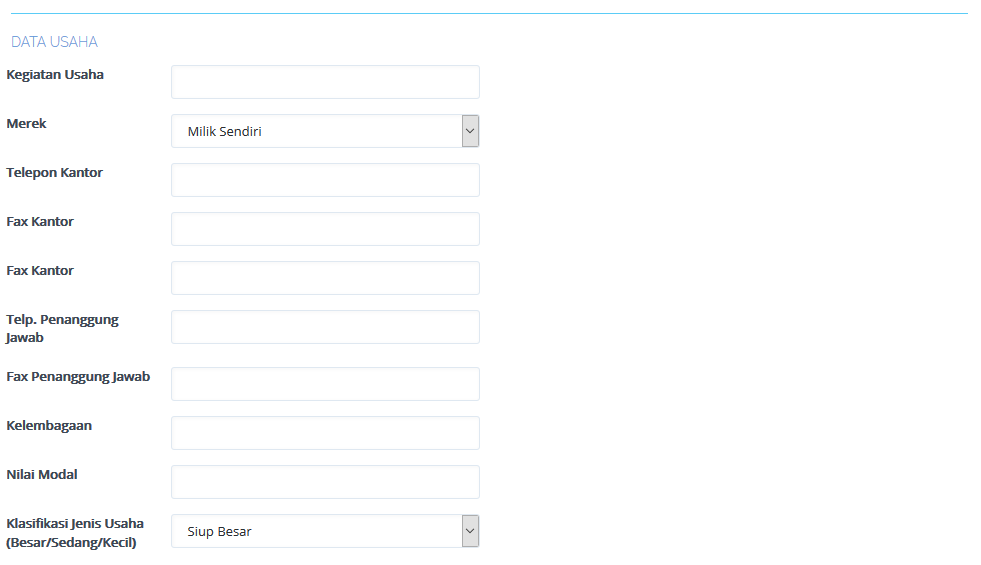 DATA USAHA
Kegiatan Usaha
Merek
Milik Sendiri
Telepon Kantor
Fax Kantor
Fax Kantor
Telp. Penanggung
Jawab
Fax Penanggung Jawab
Kelembagaan
Nilai Modal
Klasifikasi Jenis Usaha
(Besar/Sedang/Kecil)
Siup Besar